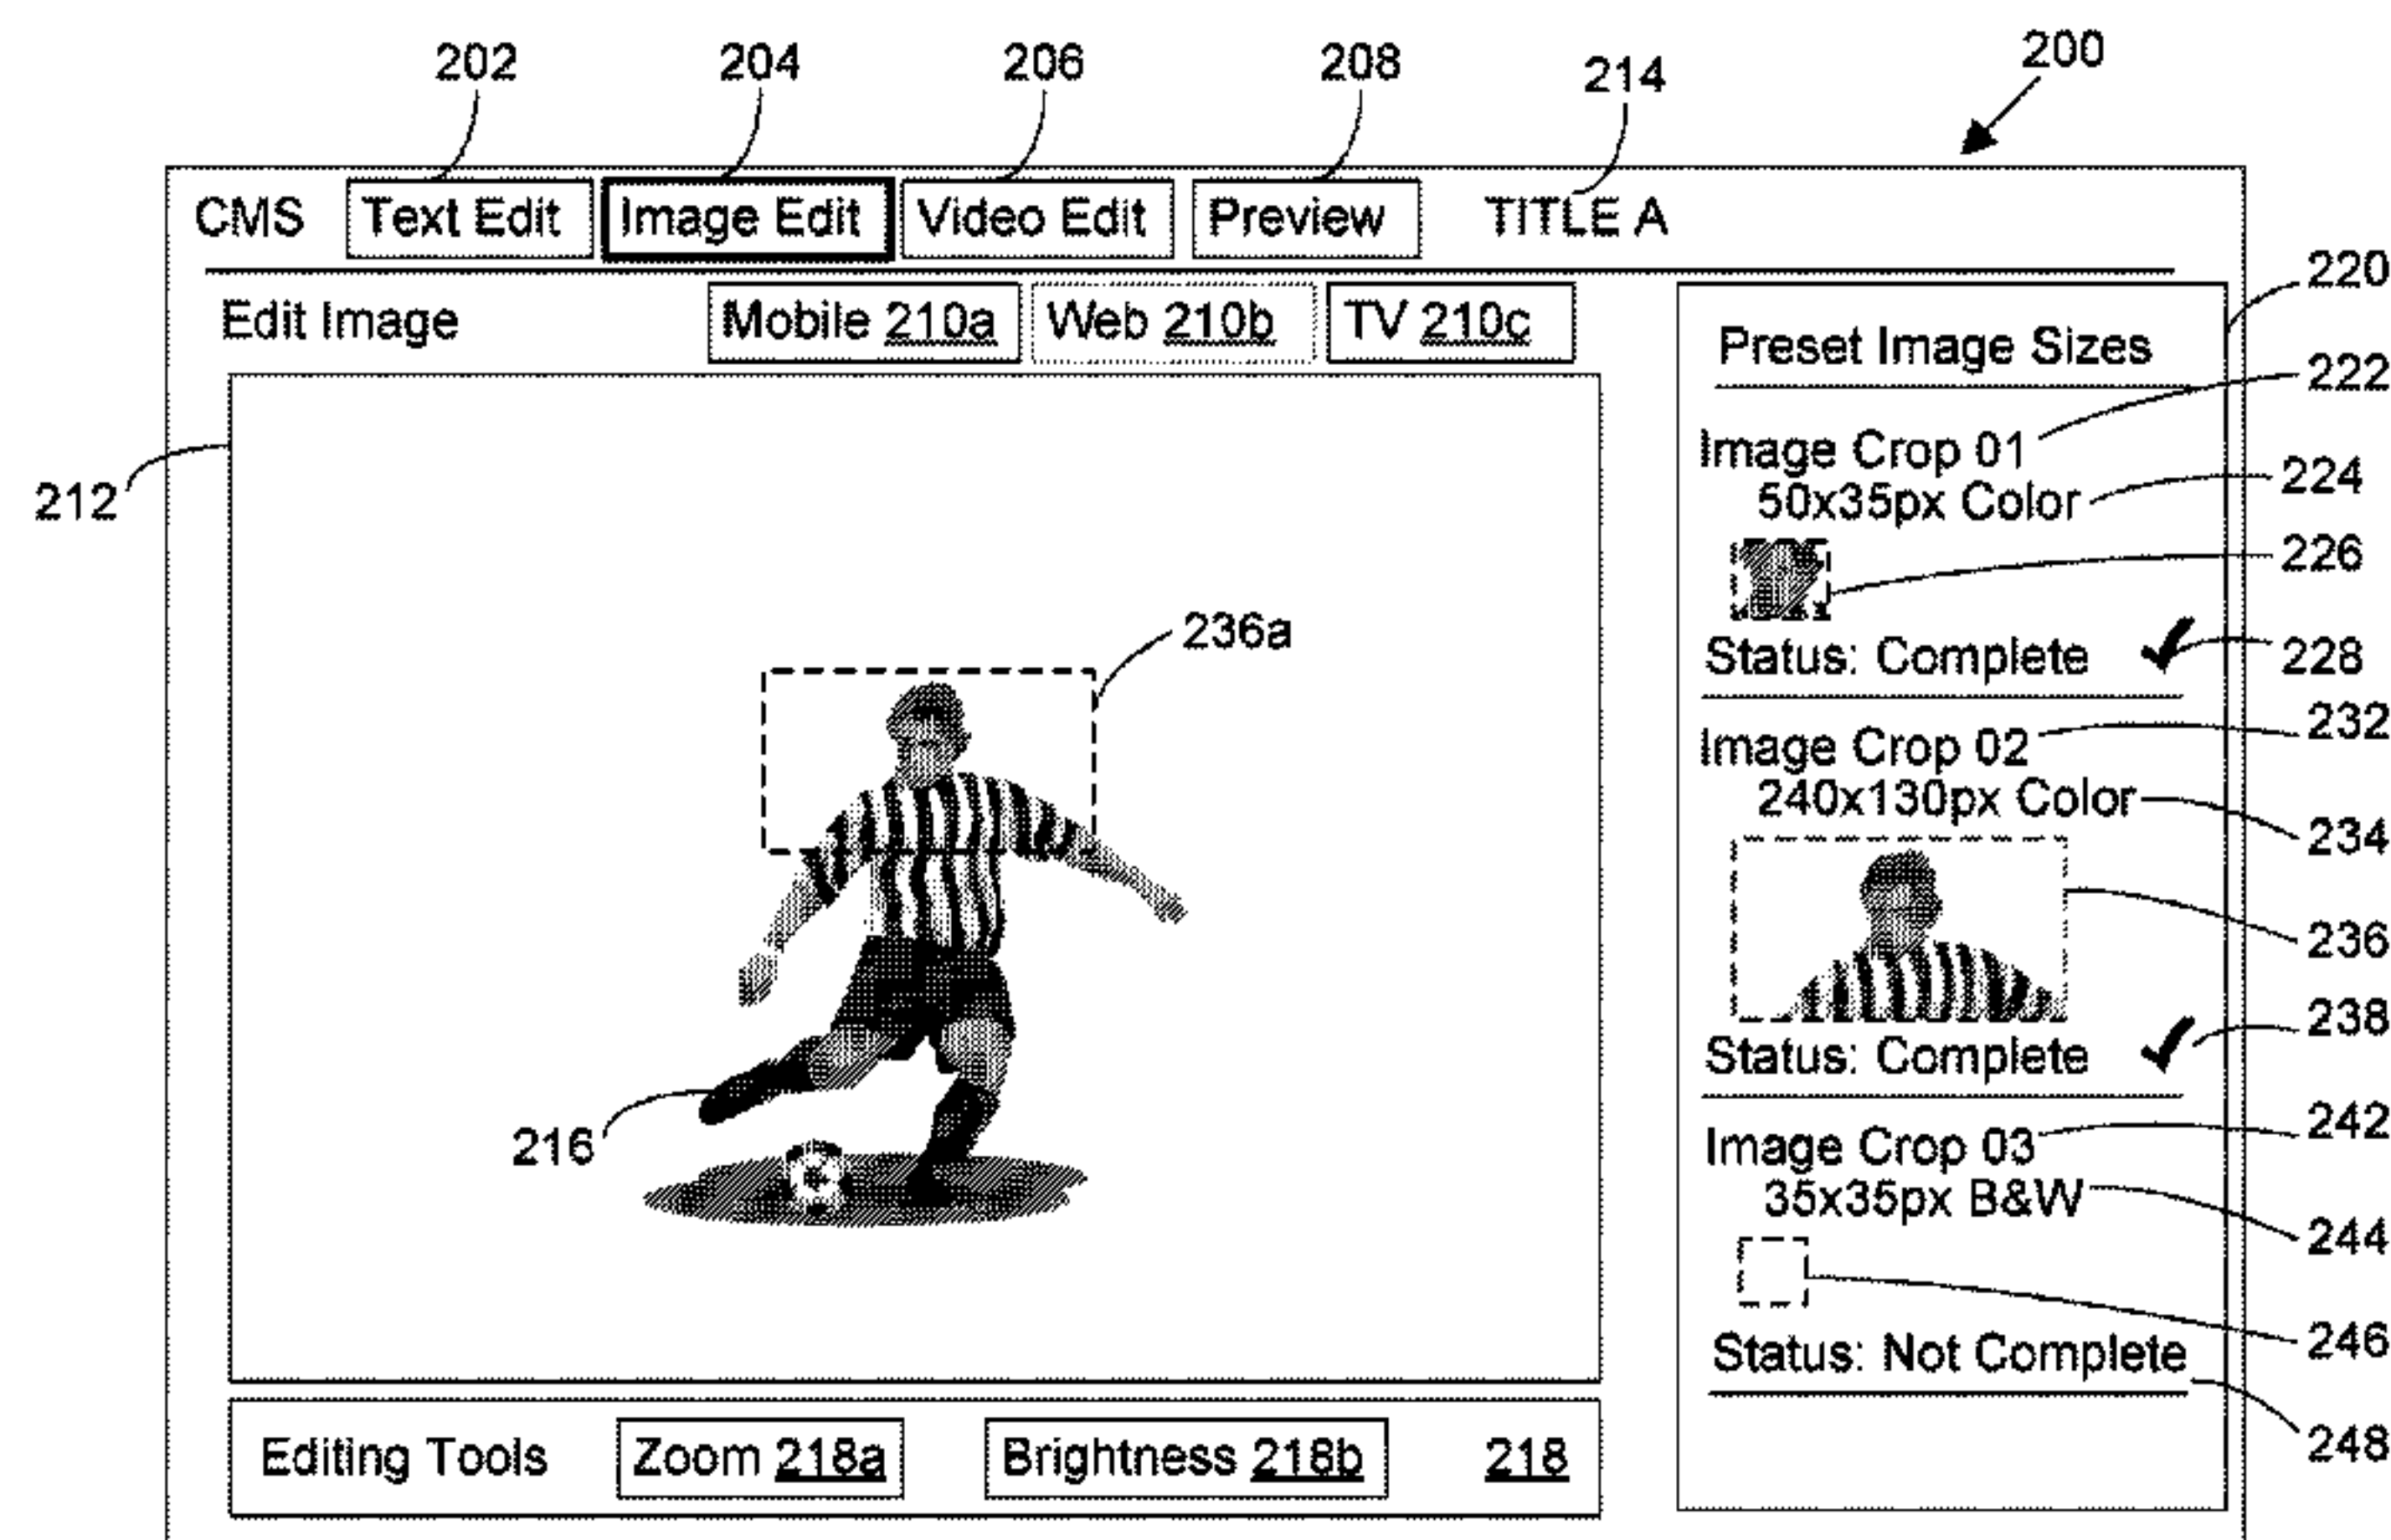 202 204 206 208 214 200
CMS Text Edit Image Edit Video Edit Preview TITLE A
220
Edit Image Mobile 210a Web 210b TV 210c
Preset Image Sizes
222
Image Crop 01
224
50x35px Color
212
226
236a
Status: Complete
228
232
Image Crop 02
240x130px Color
234
236
238
Status: Complete
242
216
Image Crop 03
35x35px B&W
244
246
Status: Not Complete
248
Editing Tools Zoom 218a Brightness 218b 218